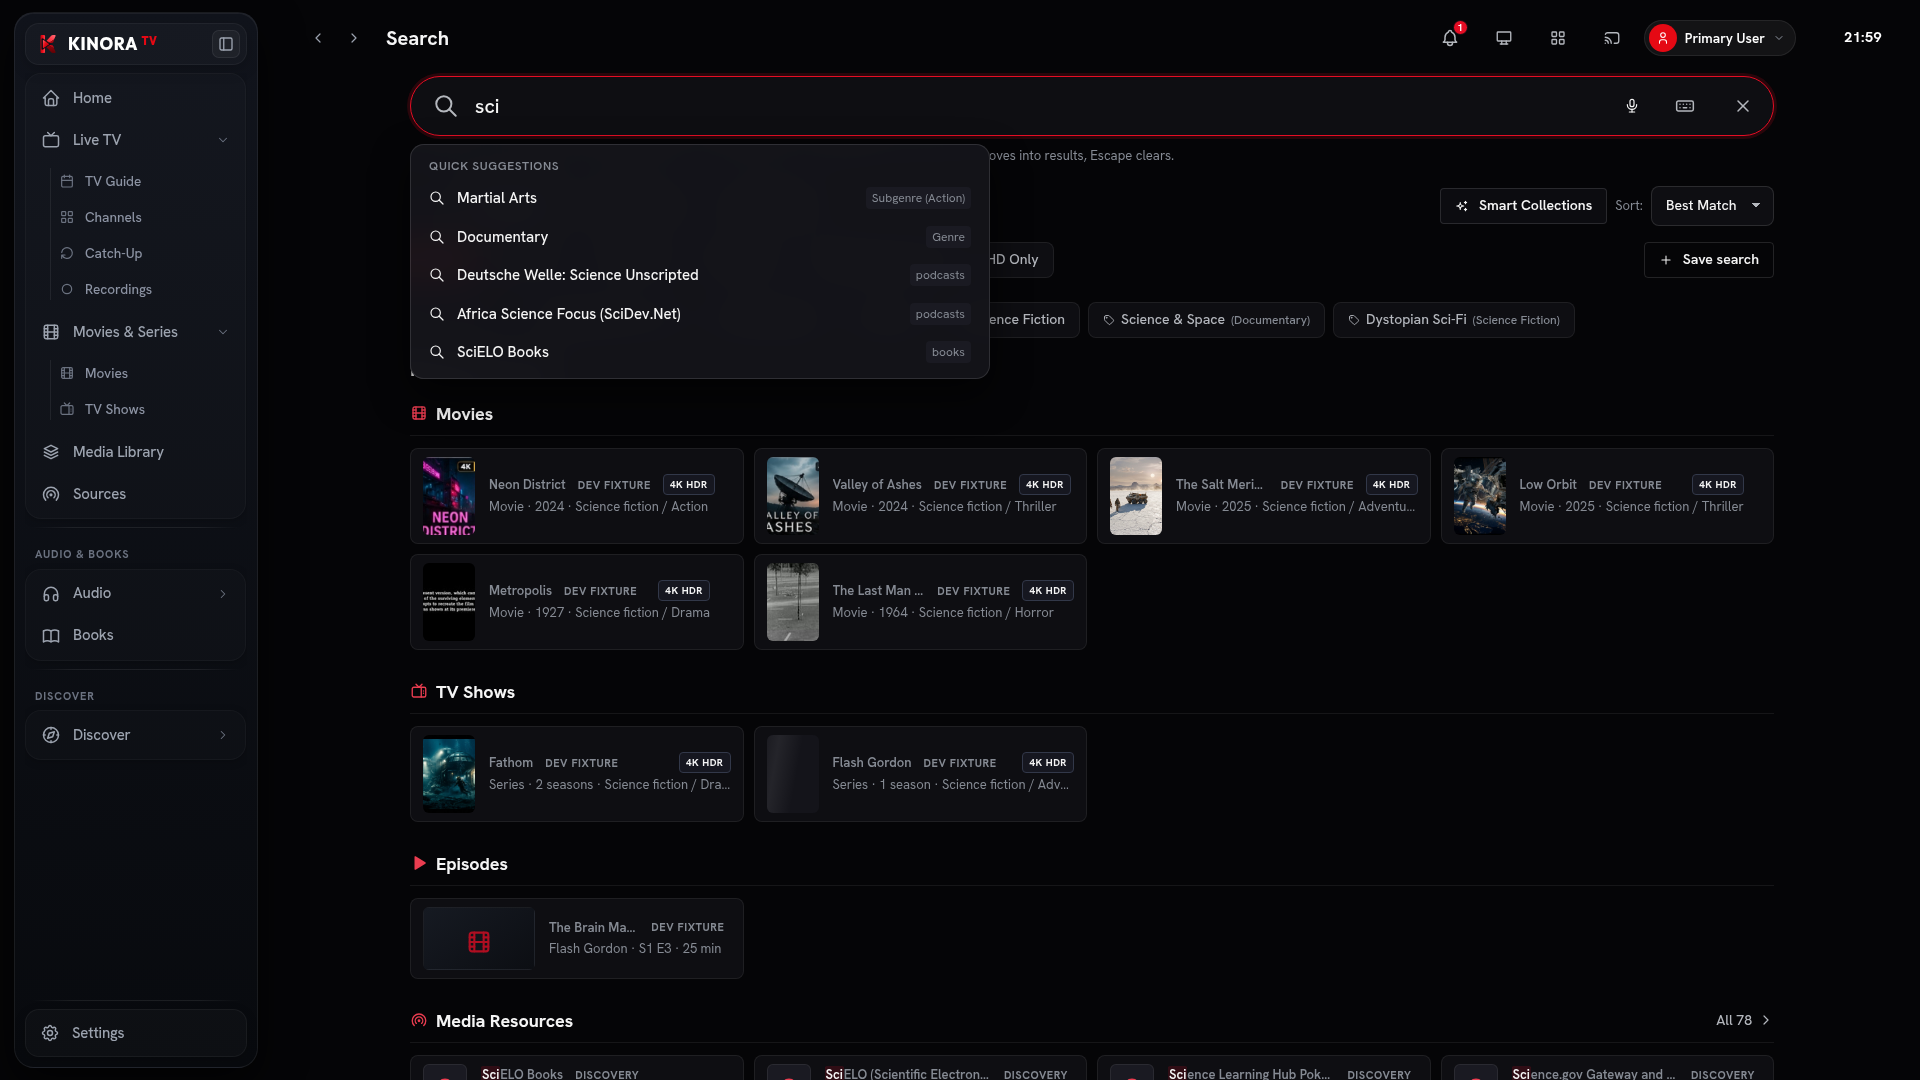 KINORA TV
Home
Live TV
TV Guide
Channels
Catch-Up
Recordings
Movies & Series
Movies
TV Shows
Media Library
Sources
AUDIO & BOOKS
Audio
Books
DISCOVER
Discover
Settings
Search
1
Primary User
21:59
sci
oves into results, Escape clears.
QUICK SUGGESTIONS
Martial Arts Subgenre (Action)
Documentary Genre
Deutsche Welle: Science Unscripted podcasts
Africa Science Focus (SciDev.Net) podcasts
SciELO Books books
Smart Collections Sort: Best Match
HD Only
Save search
ence Fiction
Science & Space (Documentary)
Dystopian Sci-Fi (Science Fiction)
Movies
4K
NEON
DISTRICT
Neon District DEV FIXTURE 4K HDR
Movie · 2024 · Science fiction / Action
ALLEY OF
ASHES
Valley of Ashes DEV FIXTURE 4K HDR
Movie · 2024 · Science fiction / Thriller
The Salt Meri... DEV FIXTURE 4K HDR
Movie · 2025 · Science fiction / Adventu...
Low Orbit DEV FIXTURE 4K HDR
Movie · 2025 · Science fiction / Thriller
Metropolis DEV FIXTURE 4K HDR
Movie · 1927 · Science fiction / Drama
The Last Man ... DEV FIXTURE 4K HDR
Movie · 1964 · Science fiction / Horror
TV Shows
Fathom DEV FIXTURE 4K HDR
Series · 2 seasons · Science fiction / Dra...
Flash Gordon DEV FIXTURE 4K HDR
Series · 1 season · Science fiction / Adv...
Episodes
The Brain Ma... DEV FIXTURE
Flash Gordon · S1 E3 · 25 min
Media Resources
All 78
SciELO Books DISCOVERY
SciELO (Scientific Electron... DISCOVERY
Science Learning Hub Pok... DISCOVERY
Science.gov Gateway and ... DISCOVERY